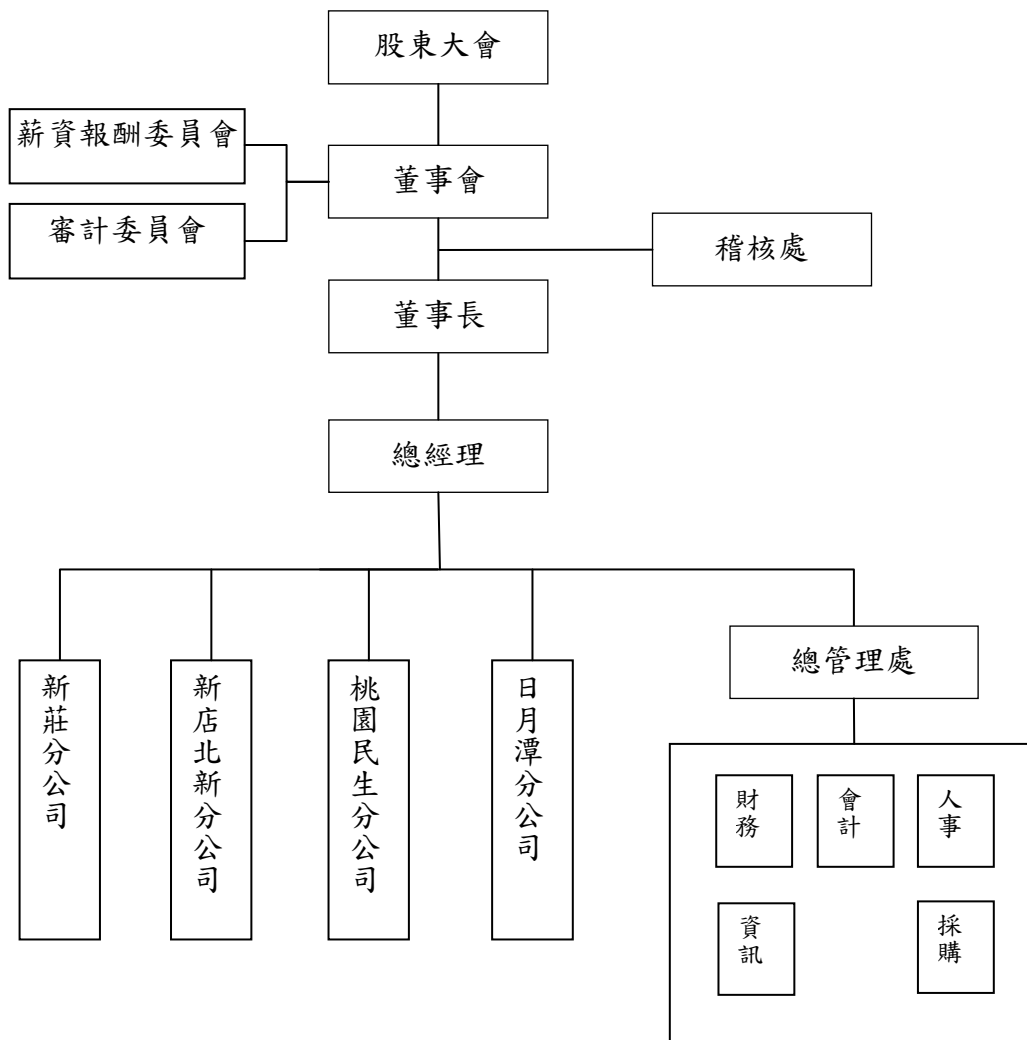 股東大會
薪資報酬委員會
董事會
審計委員會
稽核處
董事長
總經理
總管理處
新莊分公司
新店北新分公司
桃園民生分公司
日月潭分公司
財務
會計
人事
資訊
採購